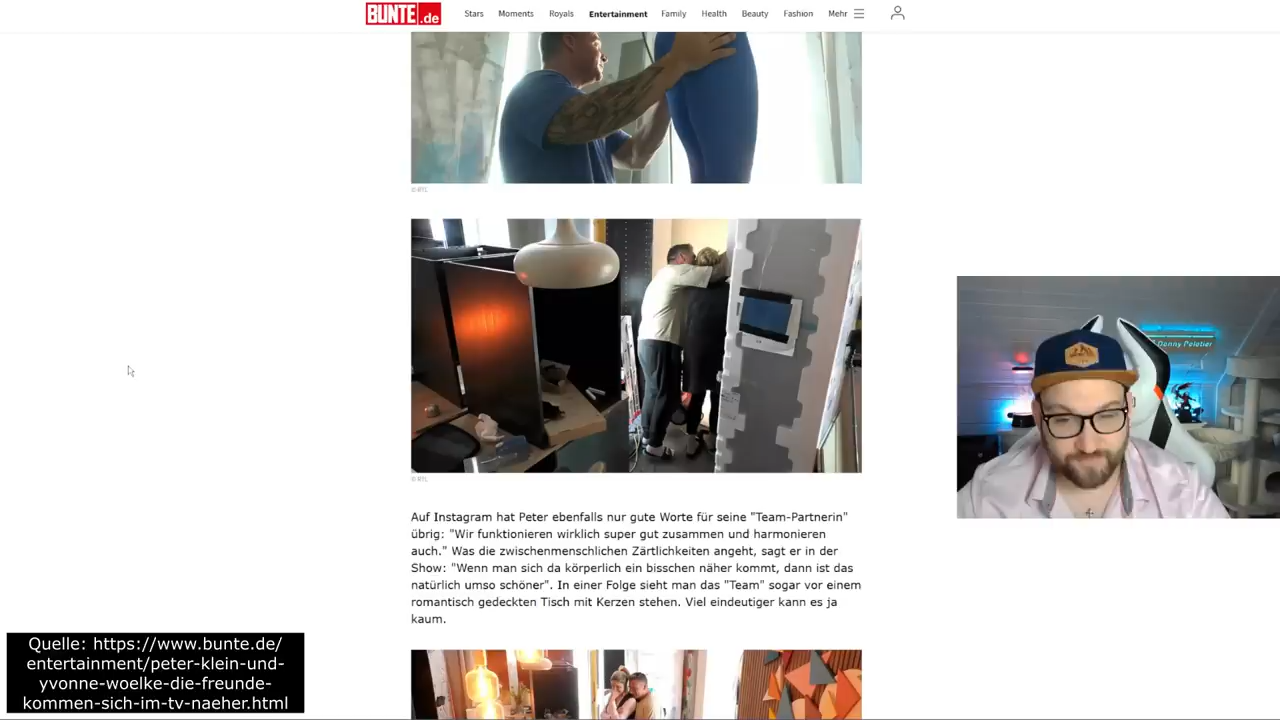 BUNTE.de
Stars Moments Royals Entertainment Family Health Beauty Fashion Mehr
© RTL
Danny Peletier
© RTL
Auf Instagram hat Peter ebenfalls nur gute Worte für seine "Team-Partnerin"
übrig: "Wir funktionieren wirklich super gut zusammen und harmonieren
auch." Was die zwischenmenschlichen Zärtlichkeiten angeht, sagt er in der
Show: "Wenn man sich da körperlich ein bisschen näher kommt, dann ist das
natürlich umso schöner". In einer Folge sieht man das "Team" sogar vor einem
romantisch gedeckten Tisch mit Kerzen stehen. Viel eindeutiger kann es ja
kaum.
Quelle: https://www.bunte.de/
entertainment/peter-klein-und-
yvonne-woelke-die-freunde-
kommen-sich-im-tv-naeher.html